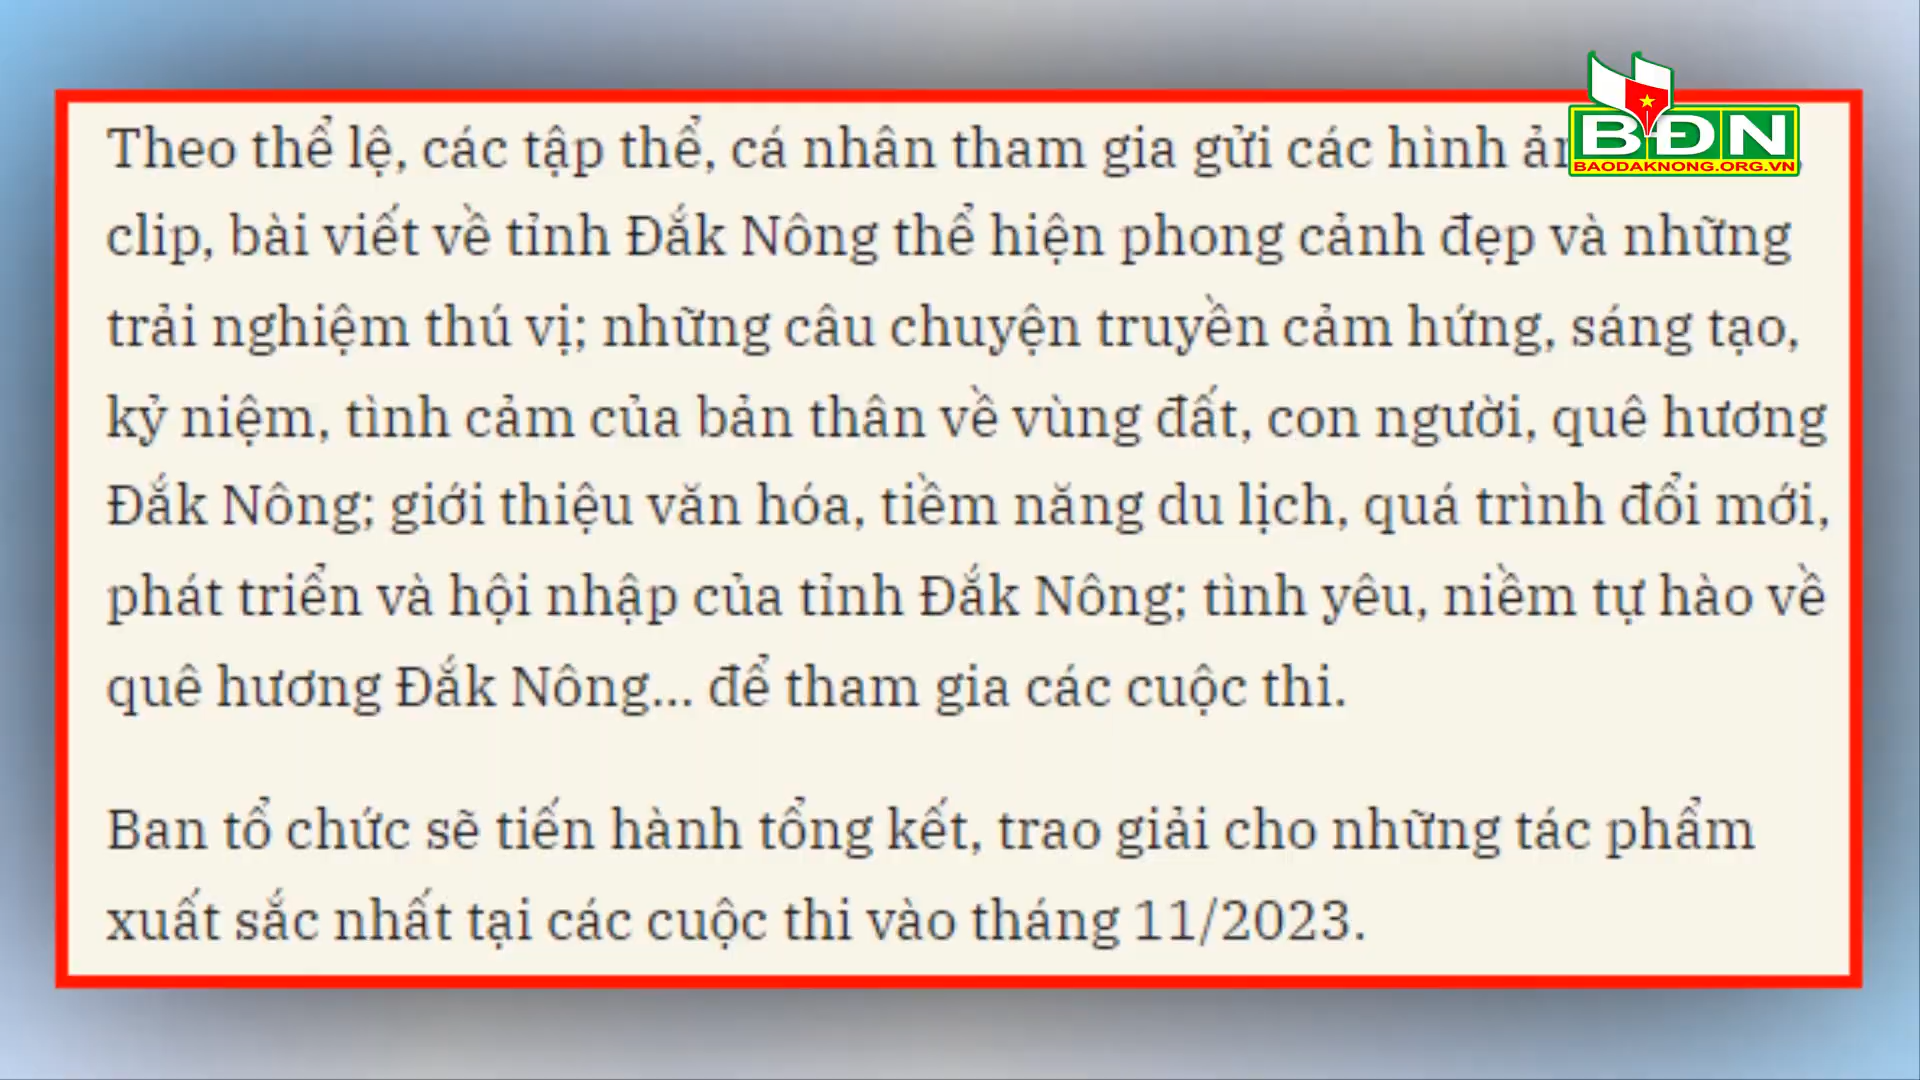 Theo thể lệ, các tập thể, cá nhân tham gia gửi các hình
BĐN
BAODAKNONG.ORG.VN
clip, bài viết về tỉnh Đắk Nông thể hiện phong cảnh đẹp và những
trải nghiệm thú vị; những câu chuyện truyền cảm hứng, sáng tạo,
kỷ niệm, tình cảm của bản thân về vùng đất, con người, quê hương
Đắk Nông; giới thiệu văn hóa, tiềm năng du lịch, quá trình đổi mới,
phát triển và hội nhập của tỉnh Đắk Nông; tình yêu, niềm tự hào về
quê hương Đắk Nông... để tham gia các cuộc thi.
Ban tổ chức sẽ tiến hành tổng kết, trao giải cho những tác phẩm
xuất sắc nhất tại các cuộc thi vào tháng 11/2023.